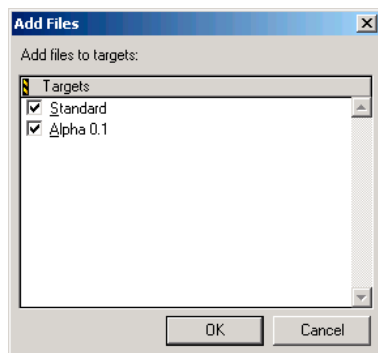 Add Files
Add files to targets:
Targets
Standard
Alpha 0.1
OK Cancel